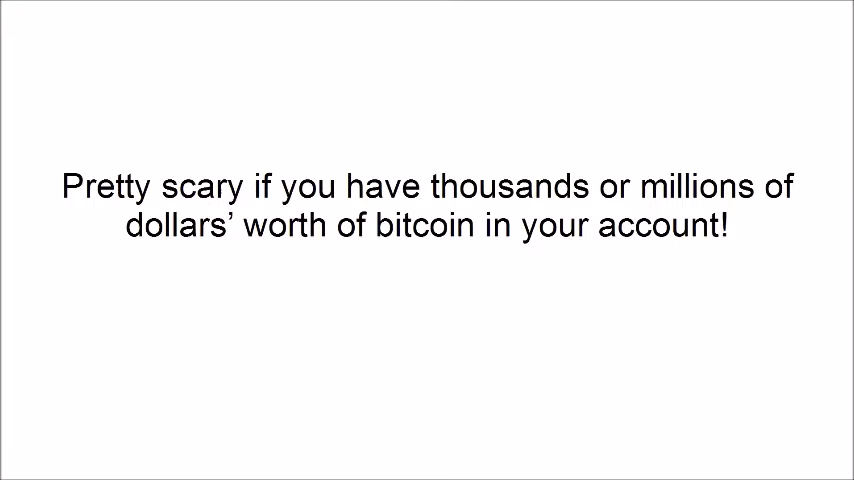 Pretty scary if you have thousands or millions of
dollars’ worth of bitcoin in your account!